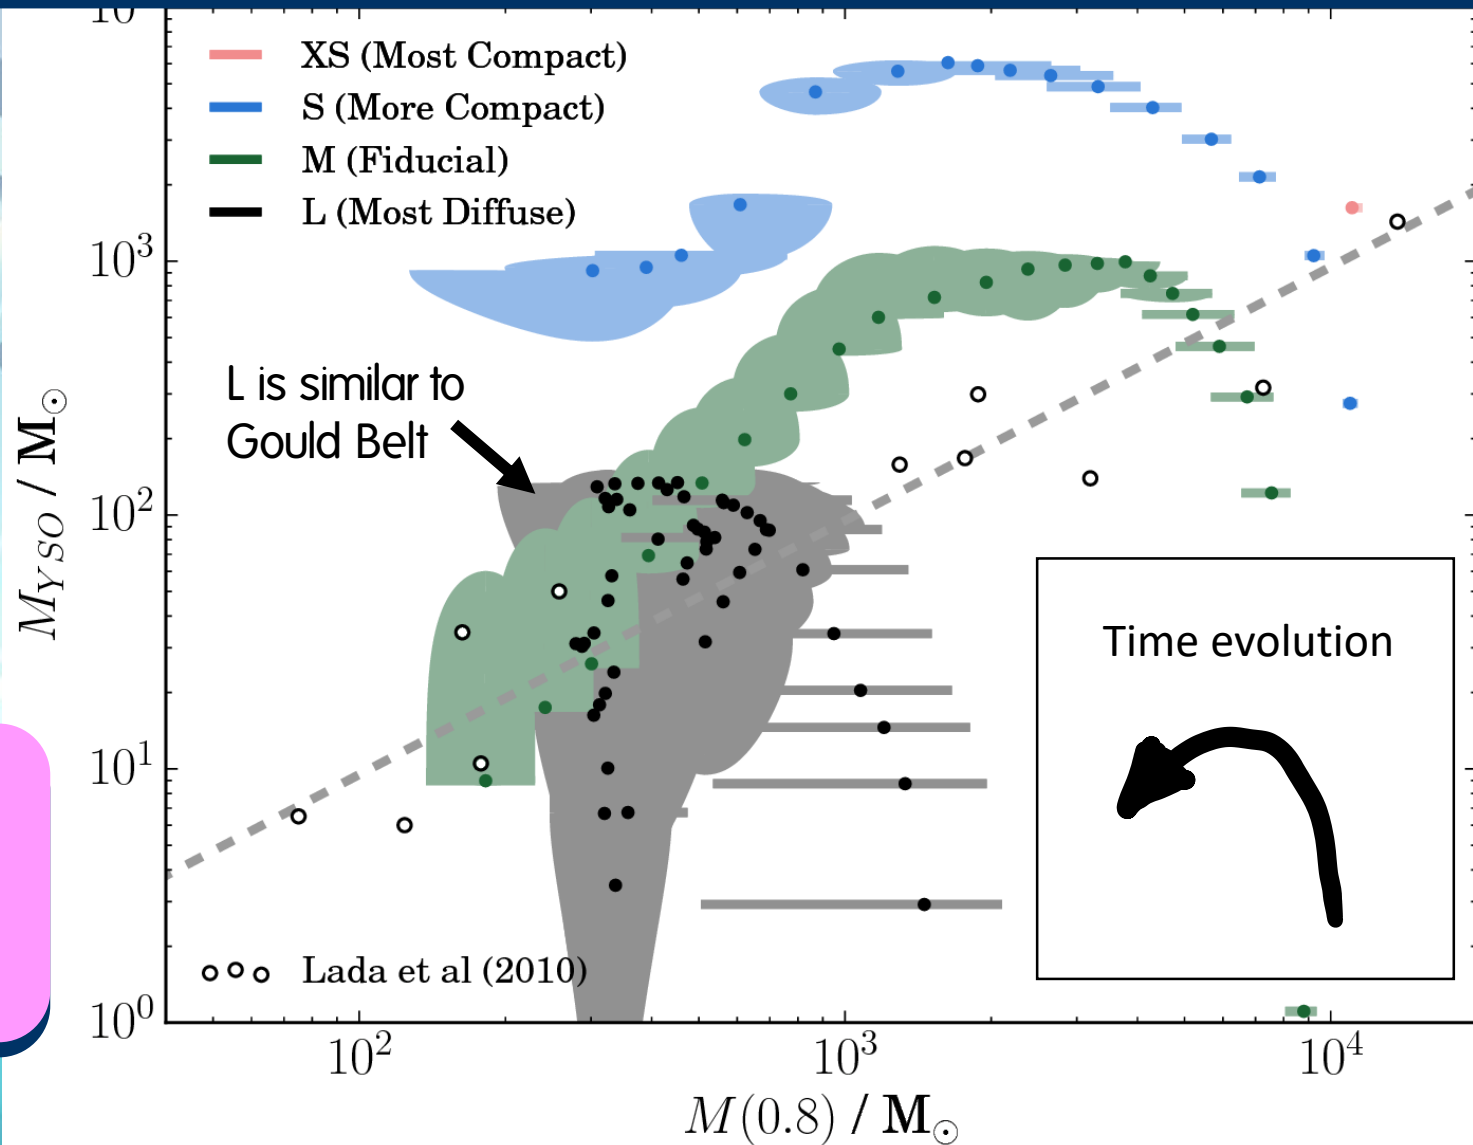 10
XS (Most Compact)
S (More Compact)
M (Fiducial)
L (Most Diffuse)
10³
L is similar to
Gould Belt
10²
Time evolution
10¹
Lada et al (2010)
10⁰
10² 10³ 10⁴
M_YSO / M☉
M(0.8) / M☉